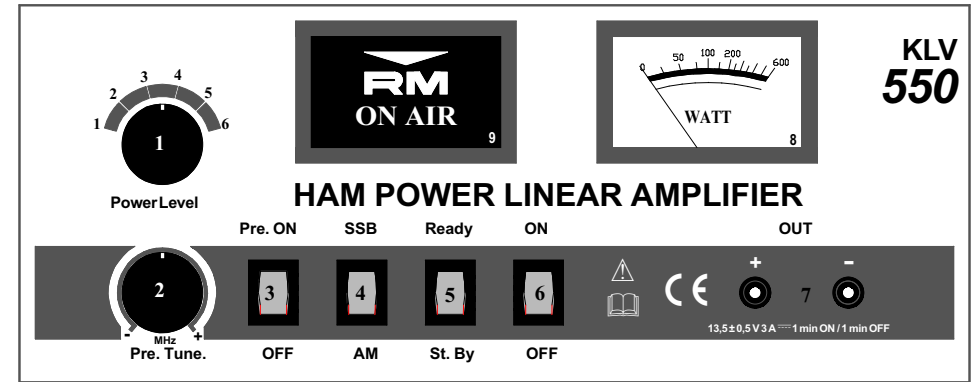 KLV
550
3 4
2 5
1 6
1
Power Level
RM
ON AIR
9
0 50 100 200 600
WATT
8
HAM POWER LINEAR AMPLIFIER
Pre. ON SSB Ready ON OUT
2
- MHz +
Pre. Tune.
3 4 5 6
CE
+ -
7
13,5±0,5 V 3 A ⎓ 1 min ON / 1 min OFF
OFF AM St. By OFF